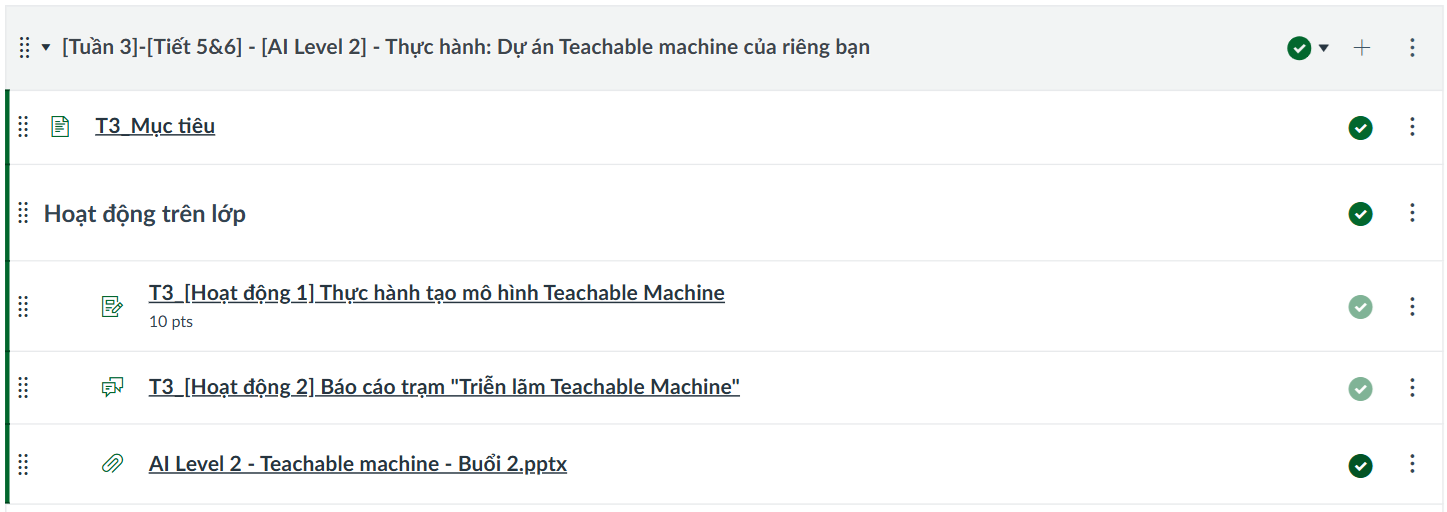 [Tuần 3]-[Tiết 5&6] - [AI Level 2] - Thực hành: Dự án Teachable machine của riêng bạn
T3_Mục tiêu
Hoạt động trên lớp
T3_[Hoạt động 1] Thực hành tạo mô hình Teachable Machine
10 pts
T3_[Hoạt động 2] Báo cáo trạm "Triễn lãm Teachable Machine"
AI Level 2 - Teachable machine - Buổi 2.pptx